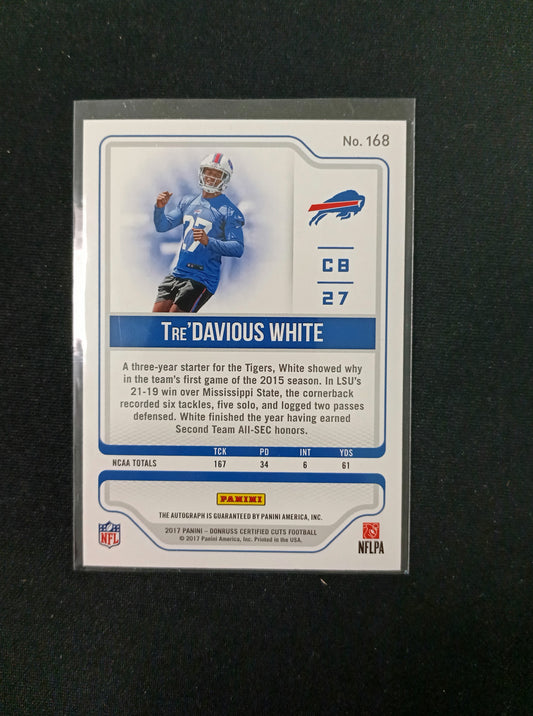 No. 168
27
CB
27
TRE'DAVIOUS WHITE
A three-year starter for the Tigers, White showed why
in the team's first game of the 2015 season. In LSU's
21-19 win over Mississippi State, the cornerback
recorded six tackles, five solo, and logged two passes
defensed. White finished the year having earned
Second Team All-SEC honors.
TCK PD INT YDS
NCAA TOTALS 167 34 6 61
PANINI
THE AUTOGRAPH IS GUARANTEED BY PANINI AMERICA, INC.
2017 PANINI – DONRUSS CERTIFIED CUTS FOOTBALL
© 2017 Panini America, Inc. Printed in the USA.
NFL
NFLPA